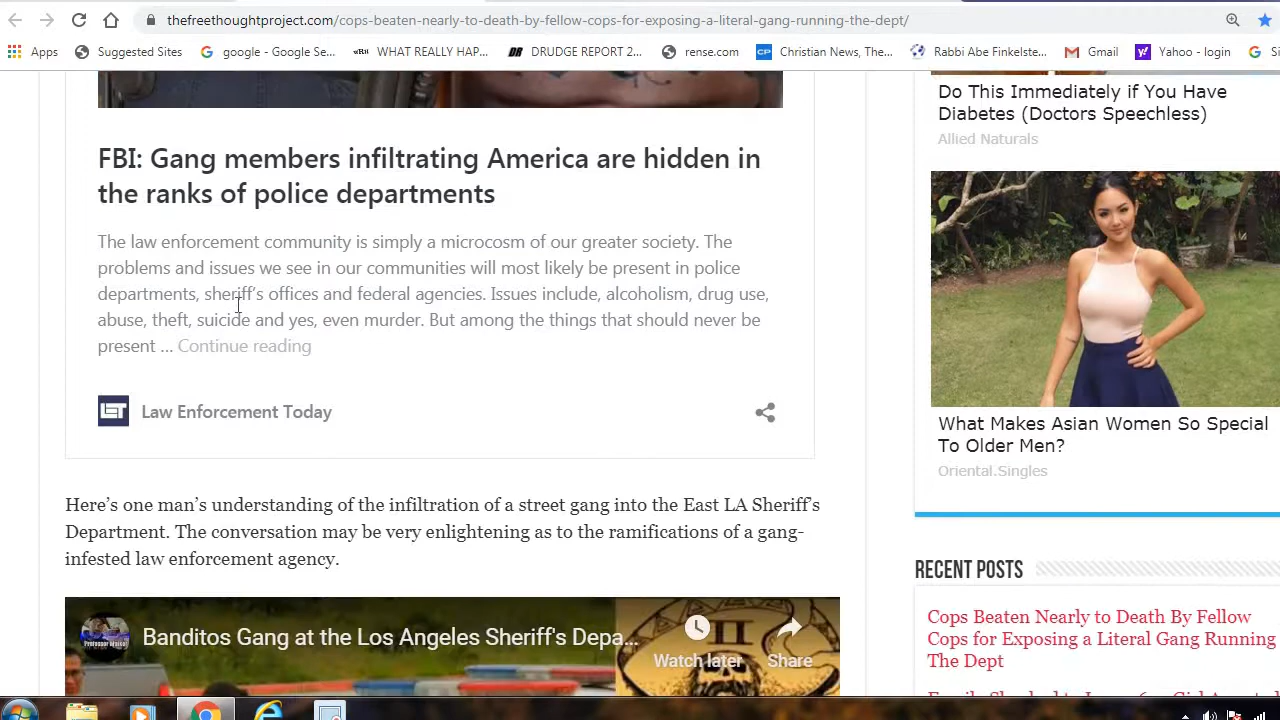 thefreethoughtproject.com/cops-beaten-nearly-to-death-by-fellow-cops-for-exposing-a-literal-gang-running-the-dept/
Apps
Suggested Sites
google - Google Se...
WHAT REALLY HAP...
DRUDGE REPORT 2...
rense.com
Christian News, The...
Rabbi Abe Finkelste...
Gmail
Yahoo - login
FBI: Gang members infiltrating America are hidden in
the ranks of police departments
The law enforcement community is simply a microcosm of our greater society. The
problems and issues we see in our communities will most likely be present in police
departments, sheriff's offices and federal agencies. Issues include, alcoholism, drug use,
abuse, theft, suicide and yes, even murder. But among the things that should never be
present ... Continue reading
LET Law Enforcement Today
Here's one man's understanding of the infiltration of a street gang into the East LA Sheriff's
Department. The conversation may be very enlightening as to the ramifications of a gang-
infested law enforcement agency.
Banditos Gang at the Los Angeles Sheriff's Depa...
Watch later
Share
Do This Immediately if You Have
Diabetes (Doctors Speechless)
Allied Naturals
What Makes Asian Women So Special
To Older Men?
Oriental.Singles
RECENT POSTS
Cops Beaten Nearly to Death By Fellow
Cops for Exposing a Literal Gang Running
The Dept